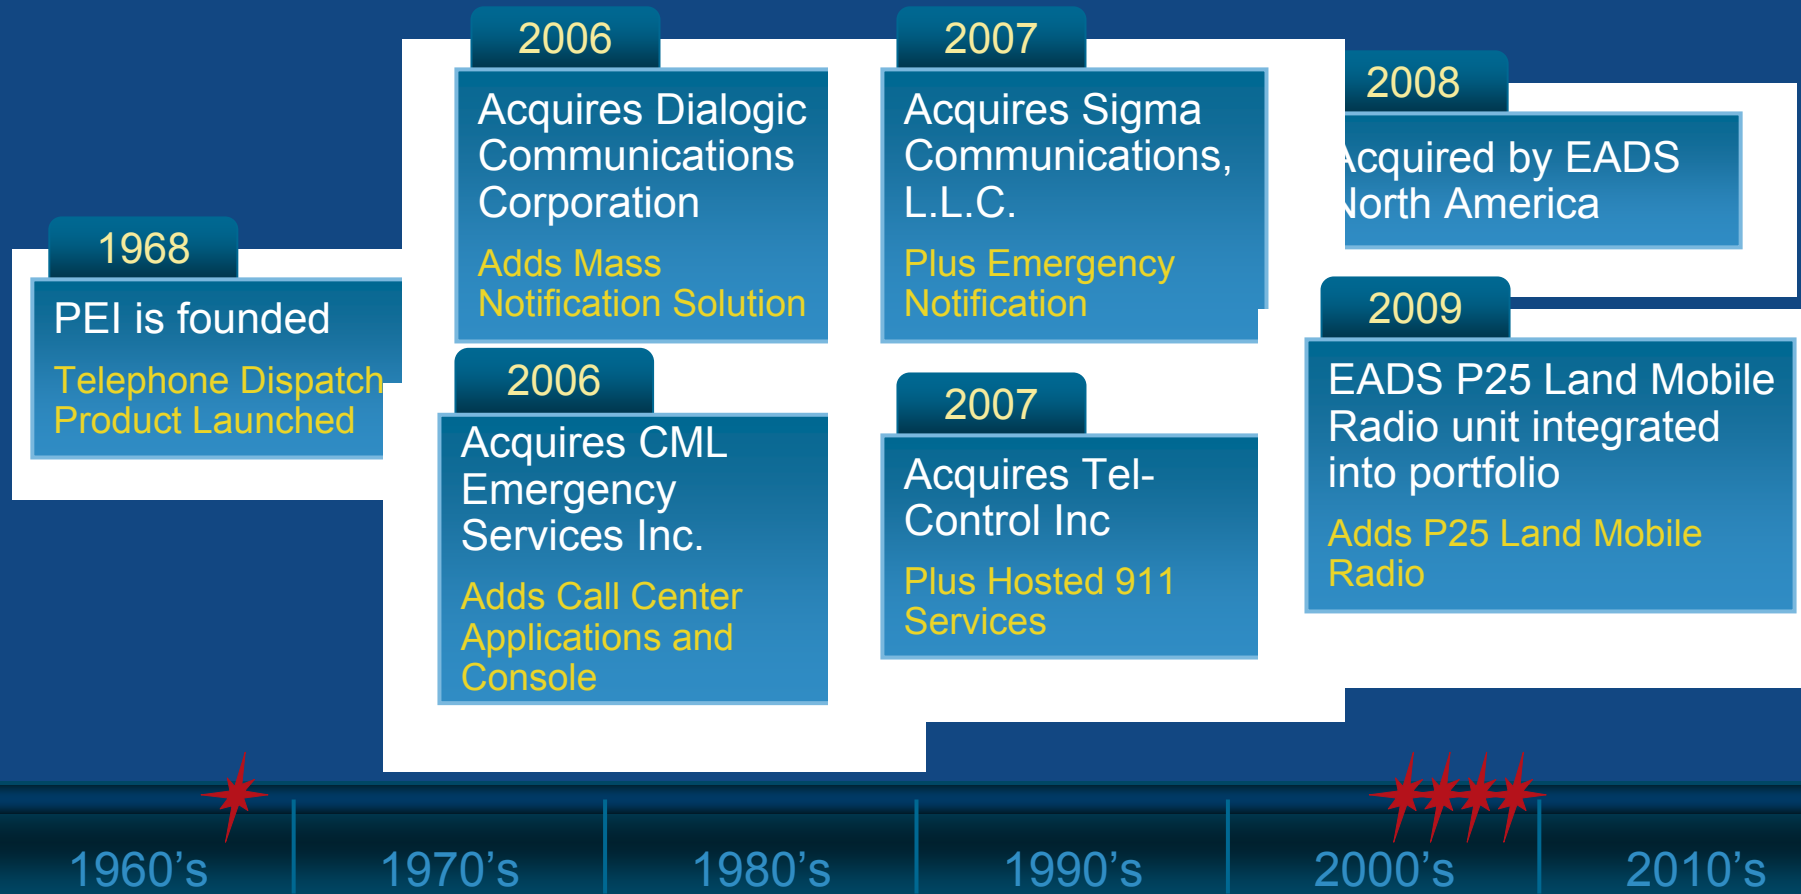 1968
PEI is founded
Telephone Dispatch
Product Launched
2006
Acquires Dialogic
Communications
Corporation
Adds Mass
Notification Solution
2006
Acquires CML
Emergency
Services Inc.
Adds Call Center
Applications and
Console
2007
Acquires Sigma
Communications,
L.L.C.
Plus Emergency
Notification
2007
Acquires Tel-
Control Inc
Plus Hosted 911
Services
2008
Acquired by EADS
North America
2009
EADS P25 Land Mobile
Radio unit integrated
into portfolio
Adds P25 Land Mobile
Radio
1960’s
1970’s
1980’s
1990’s
2000’s
2010’s